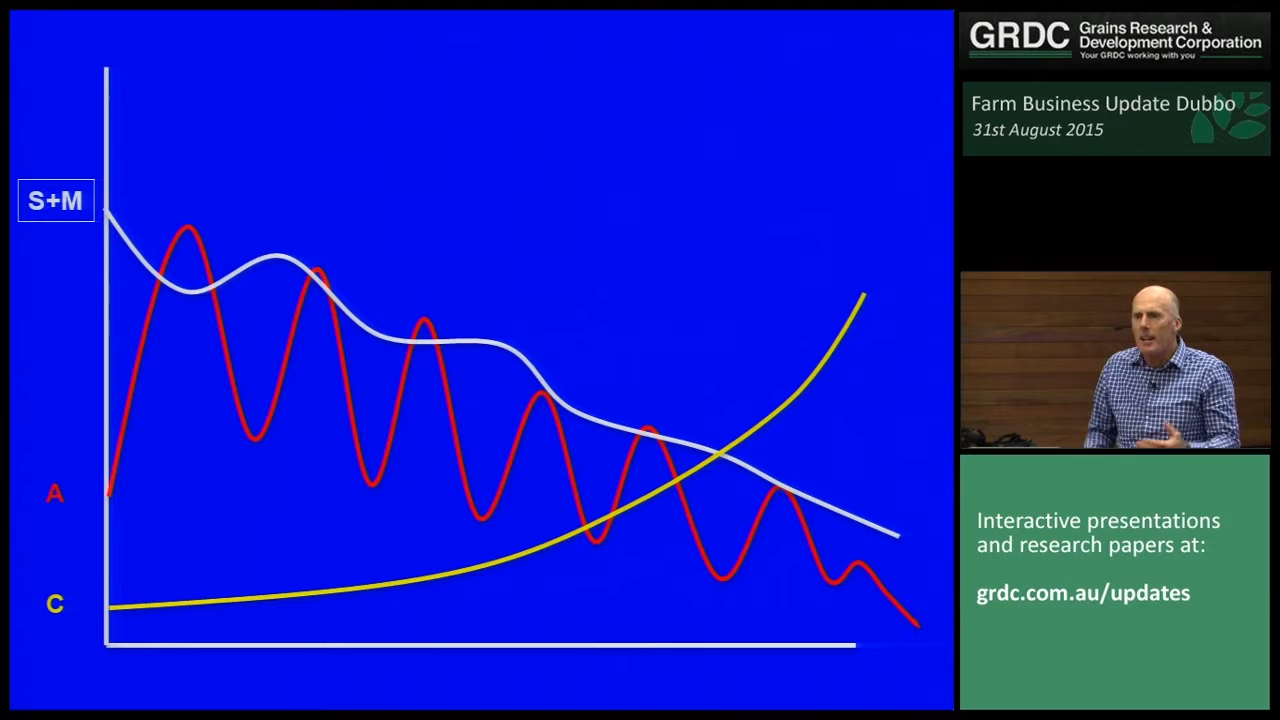 S+M
A
C
GRDC
Grains Research &
Development Corporation
Your GRDC working with you
Farm Business Update Dubbo
31st August 2015
Interactive presentations
and research papers at:
grdc.com.au/updates